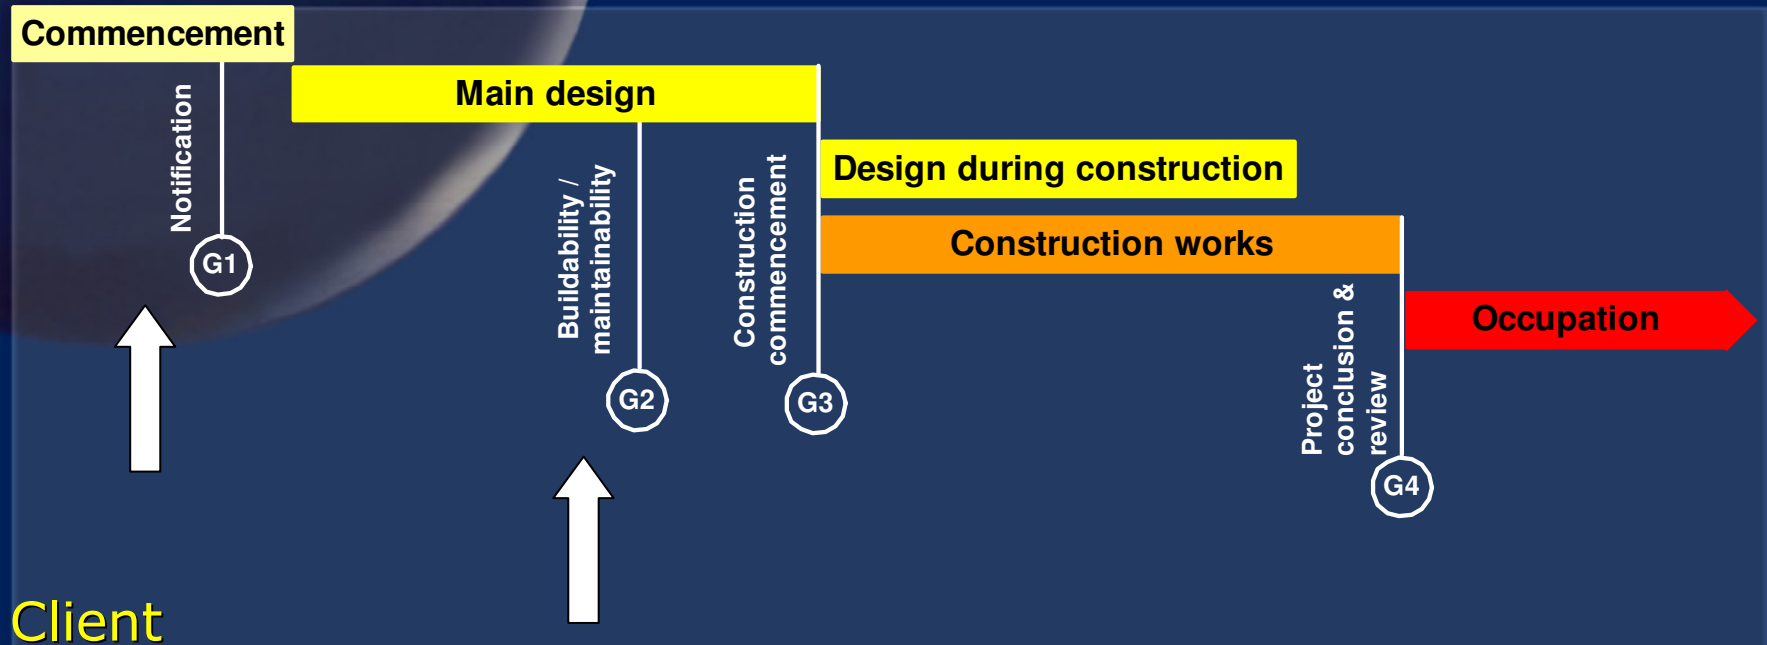 Commencement
Notification
G1
Main design
Buildability /
maintainability
G2
Construction
commencement
G3
Design during construction
Construction works
Project
conclusion &
review
G4
Occupation
Client